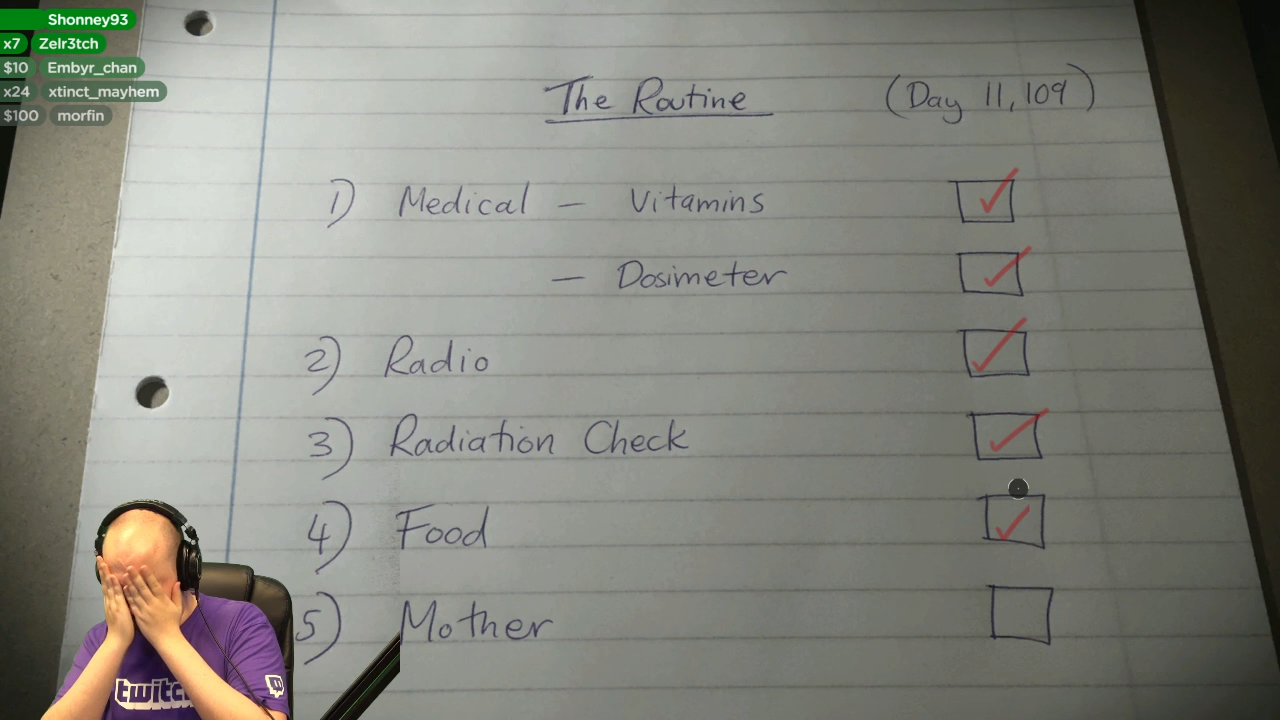 Shonney93
x7 Zelr3tch
$10 Embyr_chan
x24 xtinct_mayhem
$100 morfin
The Routine (Day 11,109)
1) Medical — Vitamins
— Dosimeter
2) Radio
3) Radiation Check
4) Food
5) Mother
twitc